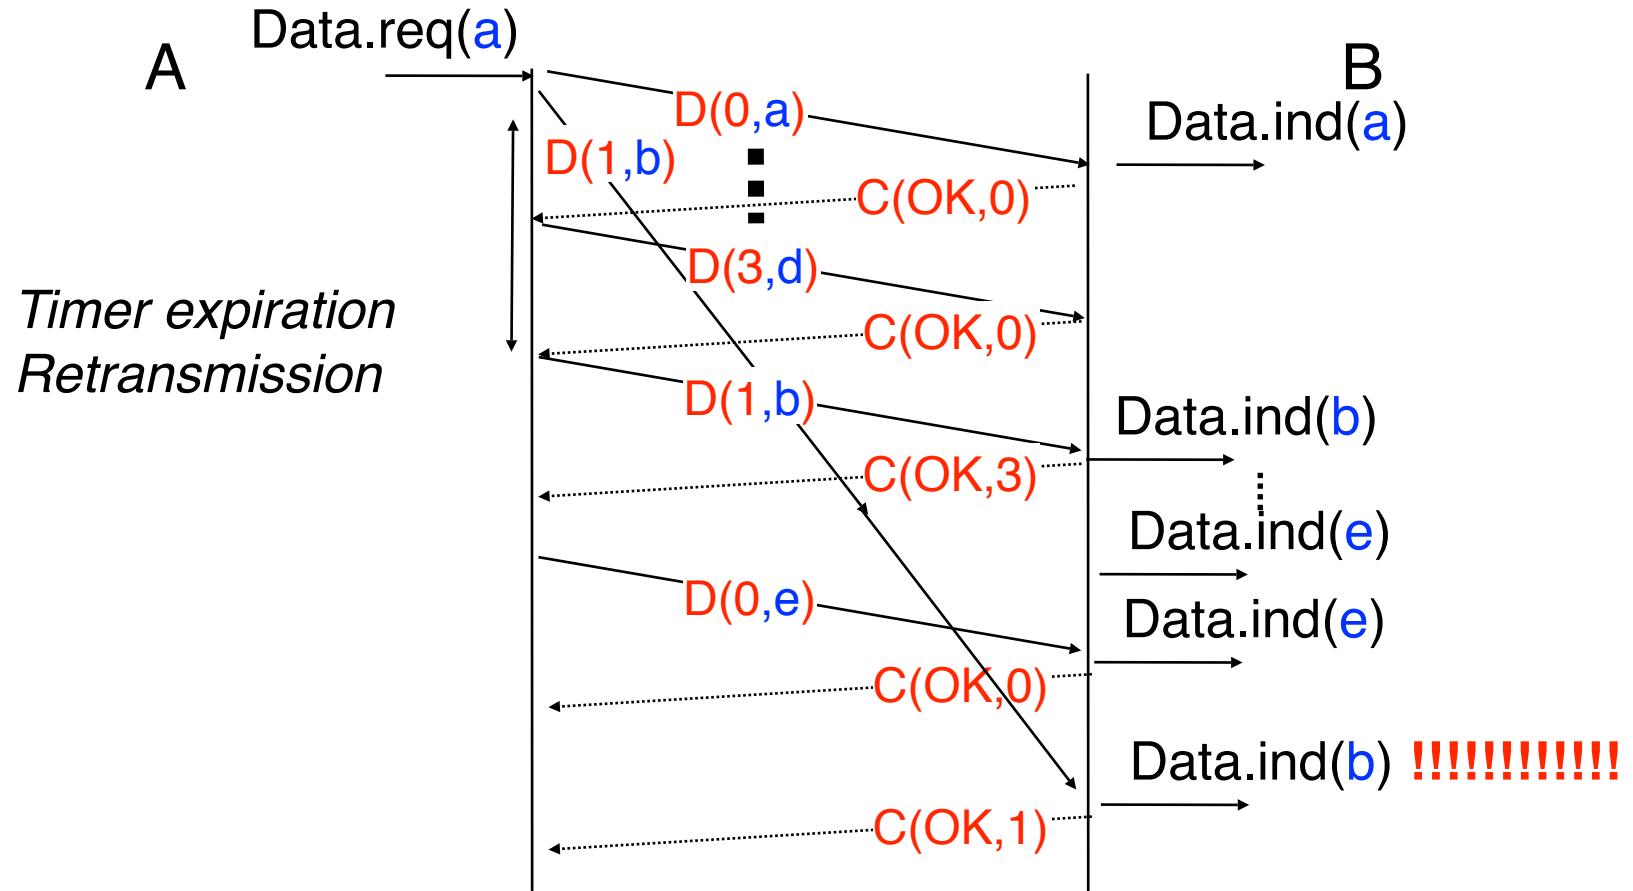 Data.req(a)
A
B
D(0,a)
Data.ind(a)
D(1,b)
C(OK,0)
D(3,d)
Timer expiration
Retransmission
C(OK,0)
D(1,b)
Data.ind(b)
C(OK,3)
Data.ind(e)
D(0,e)
Data.ind(e)
C(OK,0)
Data.ind(b) !!!!!!!!!!!!
C(OK,1)